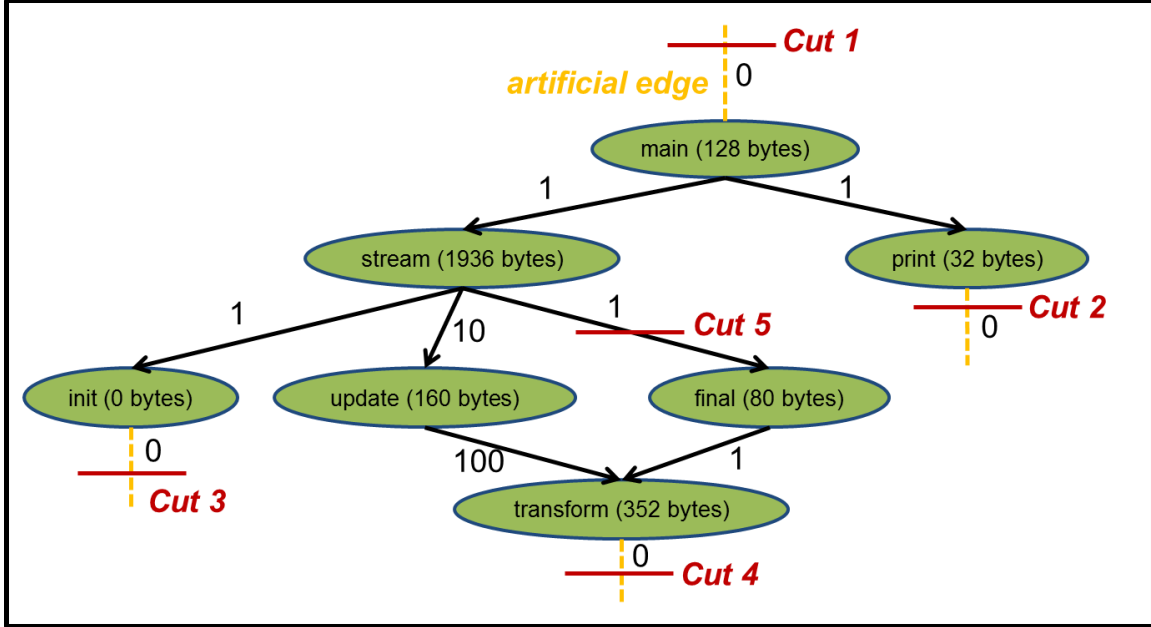 Cut 1
0
artificial edge
main (128 bytes)
1
1
stream (1936 bytes)
print (32 bytes)
1
10
1
Cut 5
Cut 2
0
init (0 bytes)
update (160 bytes)
final (80 bytes)
0
100
1
Cut 3
transform (352 bytes)
0
Cut 4